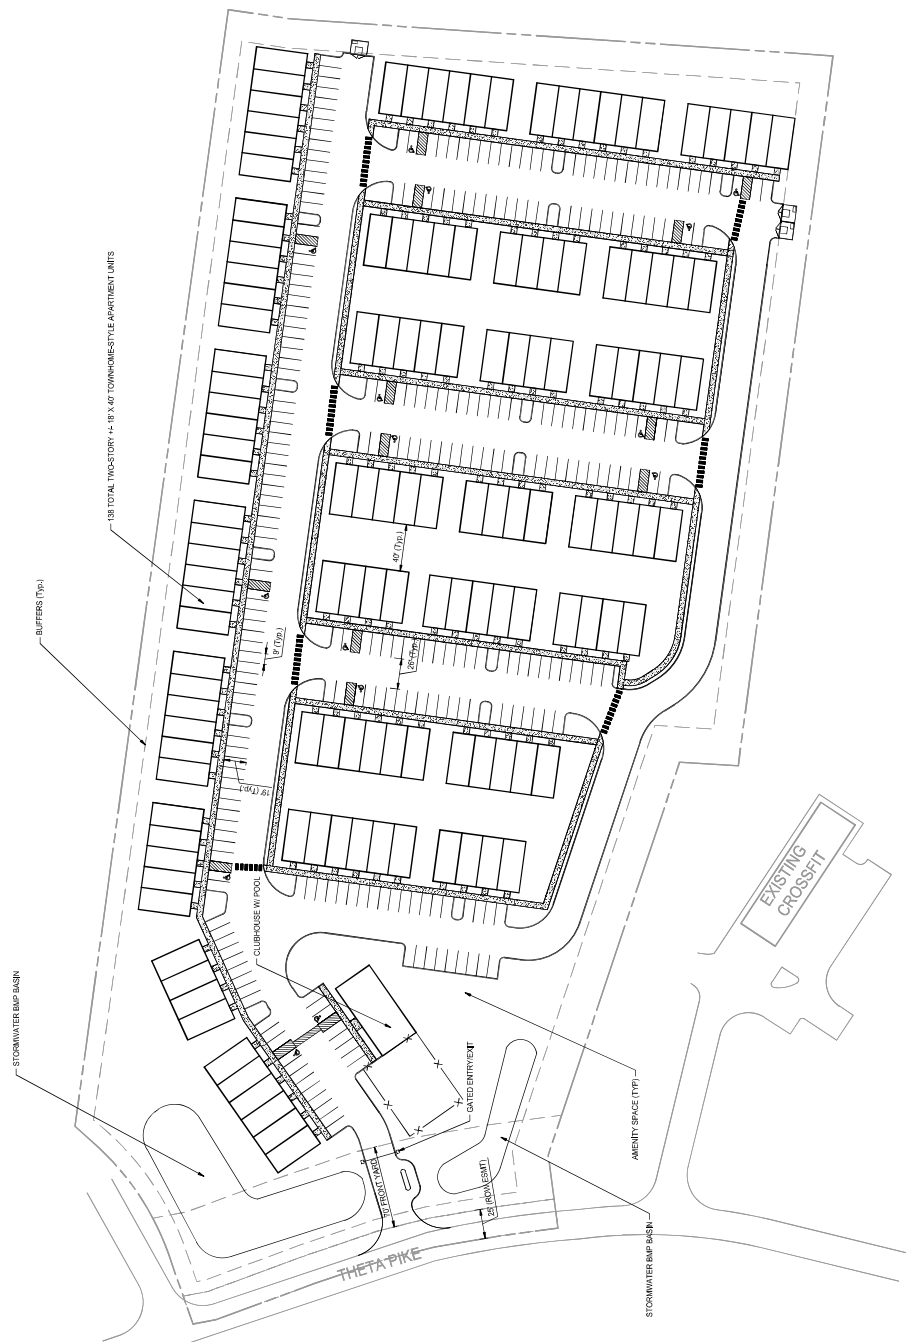 138 TOTAL TWO-STORY +/- 18' X 40' TOWNHOME-STYLE APARTMENT UNITS
BUFFERS (Typ.)
40' (Typ.)
9' (Typ.)
26' (Typ.)
19' (Typ.)
EXISTING
CROSSFIT
CLUBHOUSE W/ POOL
STORMWATER BMP BASIN
GATED ENTRY/EXIT
AMENITY SPACE (TYP)
70' FRONT YARD
25' (ROW ESMT)
THETA PIKE
STORMWATER BMP BASIN